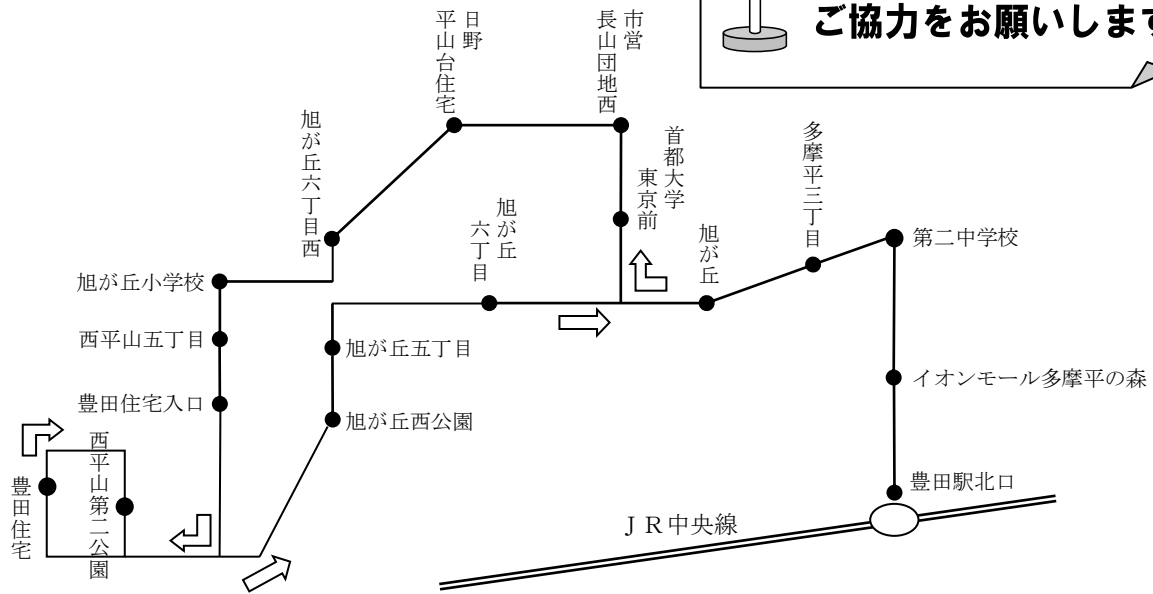 ご協力をお願いします
日野
平山台住宅
市営
長山団地西
旭が丘六丁目西
首都大学
東京前
多摩平三丁目
旭が丘
六丁目
旭が丘
第二中学校
旭が丘小学校
西平山五丁目
旭が丘五丁目
イオンモール多摩平の森
豊田住宅入口
旭が丘西公園
西平山第二公園
豊田住宅
豊田駅北口
ＪＲ中央線